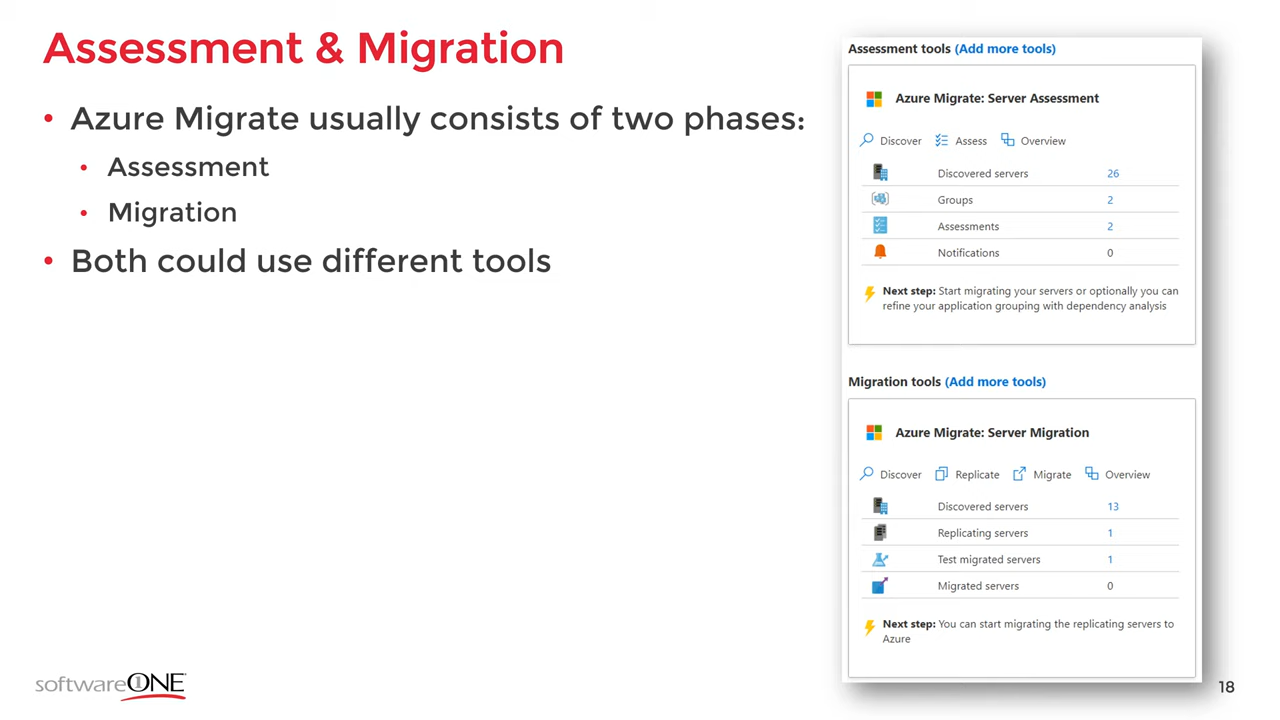 Assessment & Migration
• Azure Migrate usually consists of two phases:
• Assessment
• Migration
• Both could use different tools
Assessment tools (Add more tools)
Azure Migrate: Server Assessment
Discover Assess Overview
Discovered servers 26
Groups 2
Assessments 2
Notifications 0
Next step: Start migrating your servers or optionally you can
refine your application grouping with dependency analysis
Migration tools (Add more tools)
Azure Migrate: Server Migration
Discover Replicate Migrate Overview
Discovered servers 13
Replicating servers 1
Test migrated servers 1
Migrated servers 0
Next step: You can start migrating the replicating servers to
Azure
softwareONE
18